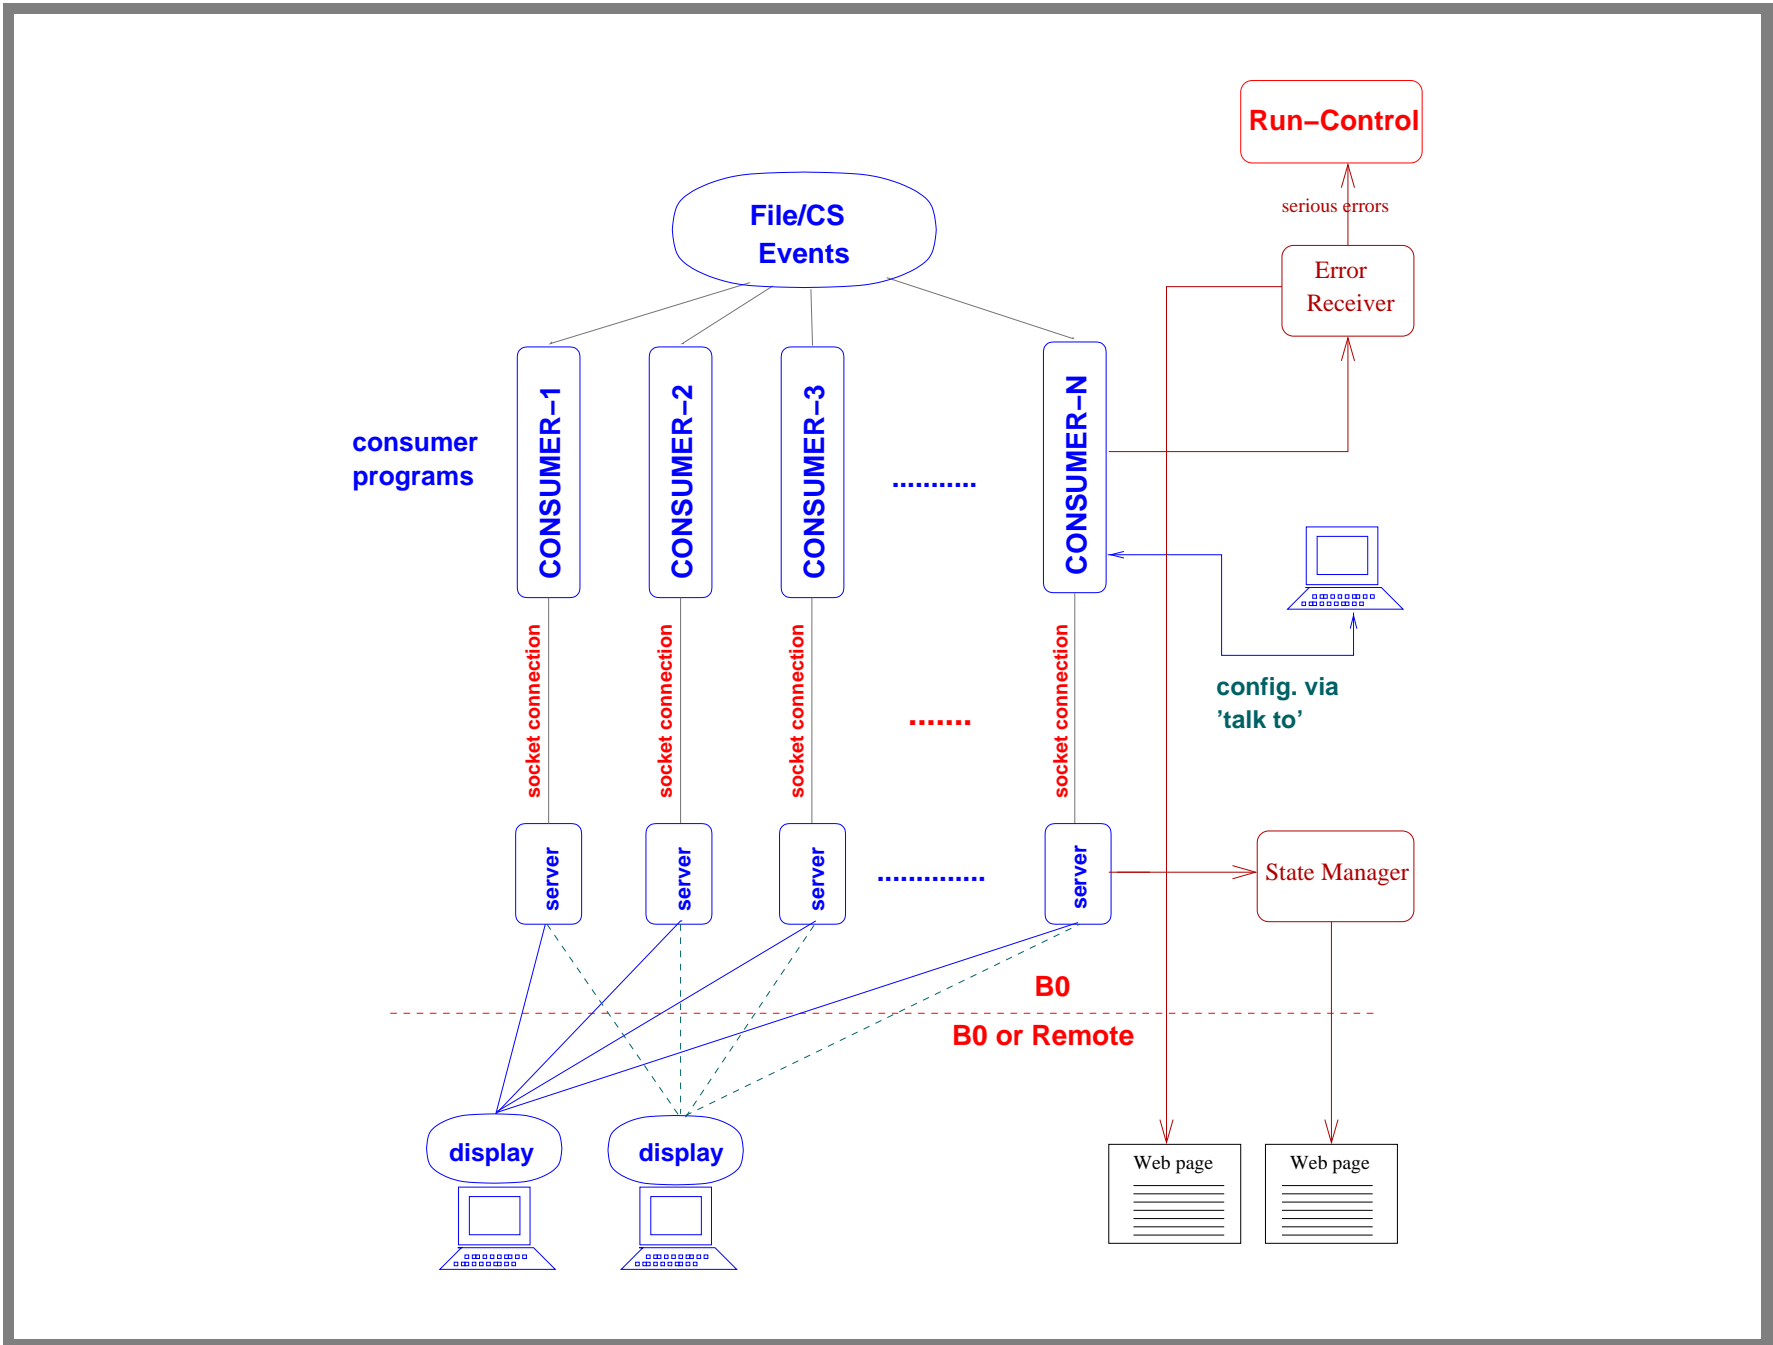 Run–Control
serious errors
File/CS
Events
Error
Receiver
consumer
programs
CONSUMER–1
CONSUMER–2
CONSUMER–3
...........
CONSUMER–N
config. via
’talk to’
socket connection
socket connection
socket connection
.......
socket connection
server
server
server
..............
server
State Manager
B0
B0 or Remote
display
display
Web page
Web page